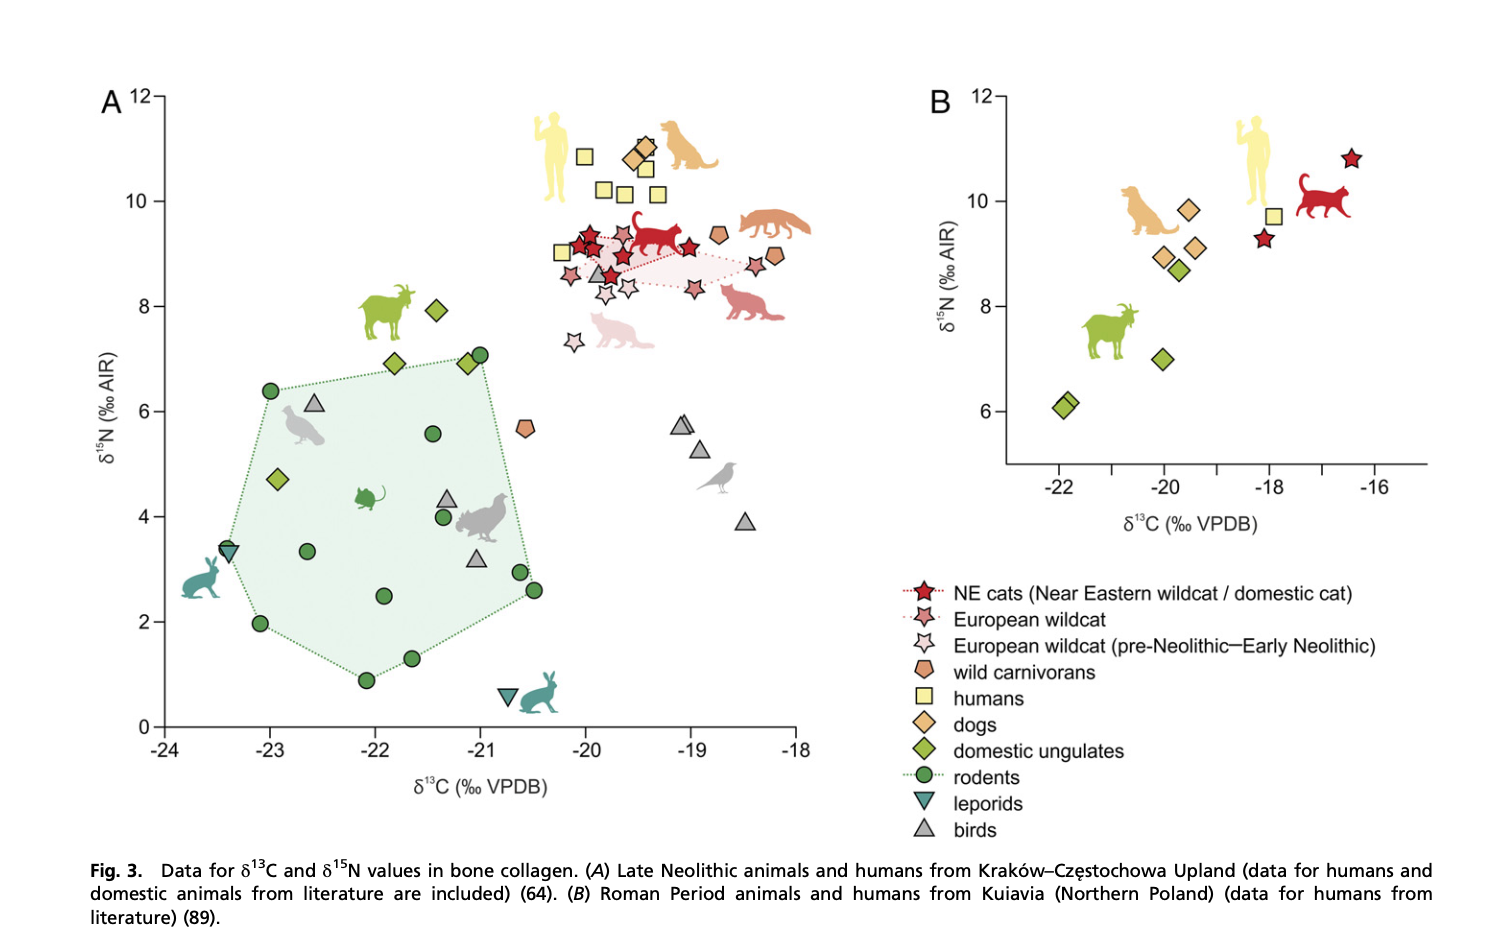 A
12
10
8
6
4
2
0
δ¹⁵N (‰ AIR)
-24 -23 -22 -21 -20 -19 -18
δ¹³C (‰ VPDB)
B
12
10
8
6
δ¹⁵N (‰ AIR)
-22 -20 -18 -16
δ¹³C (‰ VPDB)
NE cats (Near Eastern wildcat / domestic cat)
European wildcat
European wildcat (pre-Neolithic—Early Neolithic)
wild carnivorans
humans
dogs
domestic ungulates
rodents
leporids
birds
Fig. 3. Data for δ¹³C and δ¹⁵N values in bone collagen. (A) Late Neolithic animals and humans from Kraków–Częstochowa Upland (data for humans and
domestic animals from literature are included) (64). (B) Roman Period animals and humans from Kuiavia (Northern Poland) (data for humans from
literature) (89).